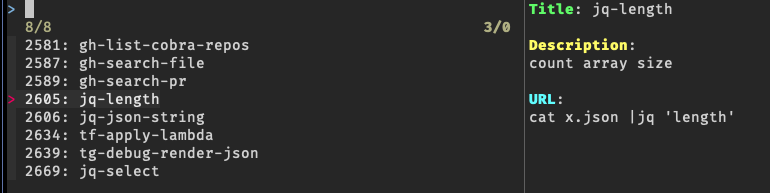 >
8/8 3/0
2581: gh-list-cobra-repos
2587: gh-search-file
2589: gh-search-pr
> 2605: jq-length
2606: jq-json-string
2634: tf-apply-lambda
2639: tg-debug-render-json
2669: jq-select
Title: jq-length
Description:
count array size
URL:
cat x.json |jq 'length'